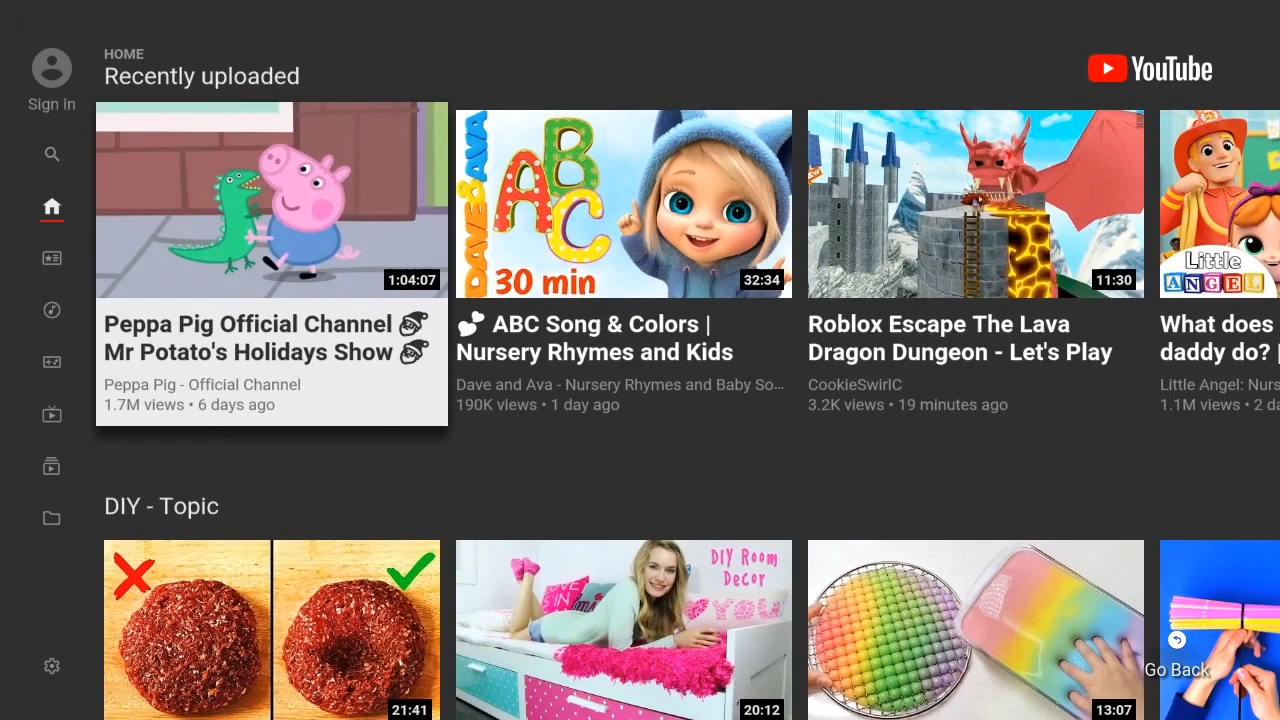 HOME
Recently uploaded
YouTube
Sign in
1:04:07
DAVE & AVA
ABC
30 min
32:34
11:30
Little
ANGEL
Peppa Pig Official Channel 🎅
Mr Potato's Holidays Show 🎅
Peppa Pig - Official Channel
1.7M views • 6 days ago
💕 ABC Song & Colors |
Nursery Rhymes and Kids
Dave and Ava - Nursery Rhymes and Baby So...
190K views • 1 day ago
Roblox Escape The Lava
Dragon Dungeon - Let's Play
CookieSwirlC
3.2K views • 19 minutes ago
What does
daddy do?
Little Angel: Nurs
1.1M views • 2 da
DIY - Topic
21:41
DIY Room
Decor
20:12
13:07
Go Back